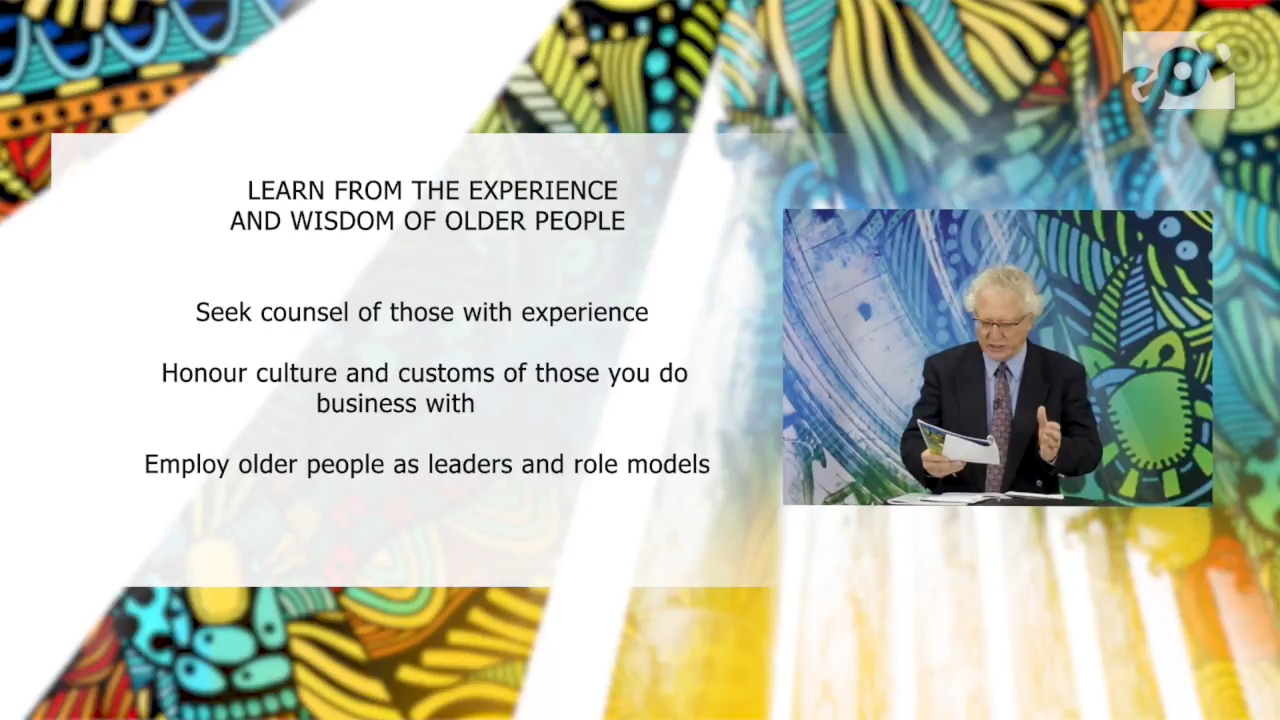 LEARN FROM THE EXPERIENCE
AND WISDOM OF OLDER PEOPLE
Seek counsel of those with experience
Honour culture and customs of those you do
business with
Employ older people as leaders and role models